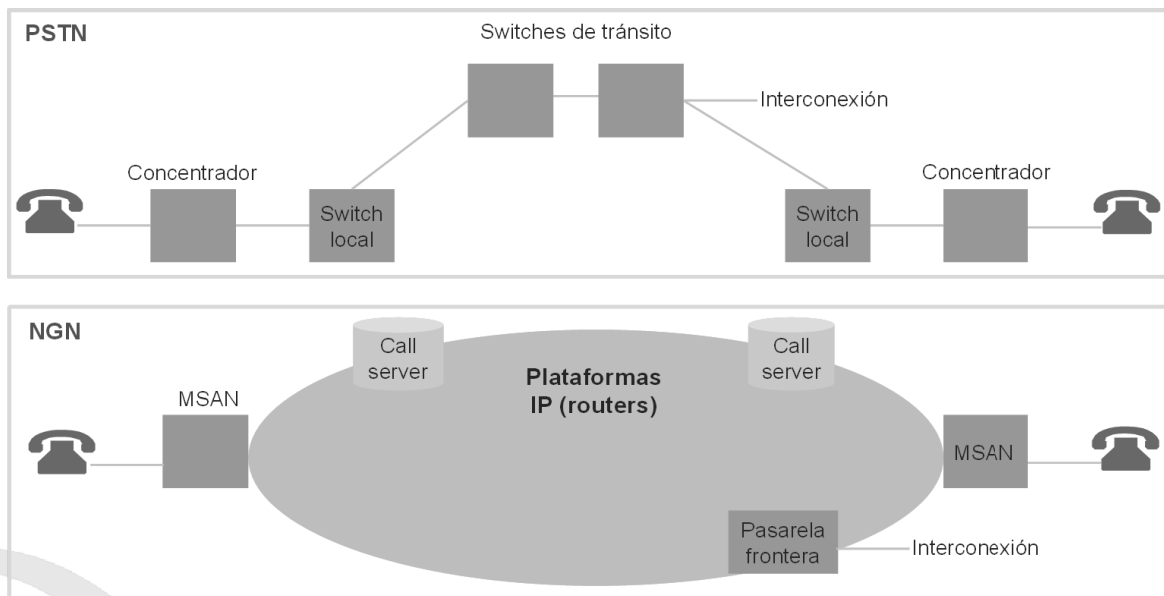 PSTN
Switches de tránsito
Interconexión
Concentrador
Concentrador
Switch
local
Switch
local
NGN
Call
server
Call
server
Plataformas
IP (routers)
MSAN
MSAN
Pasarela
frontera
Interconexión